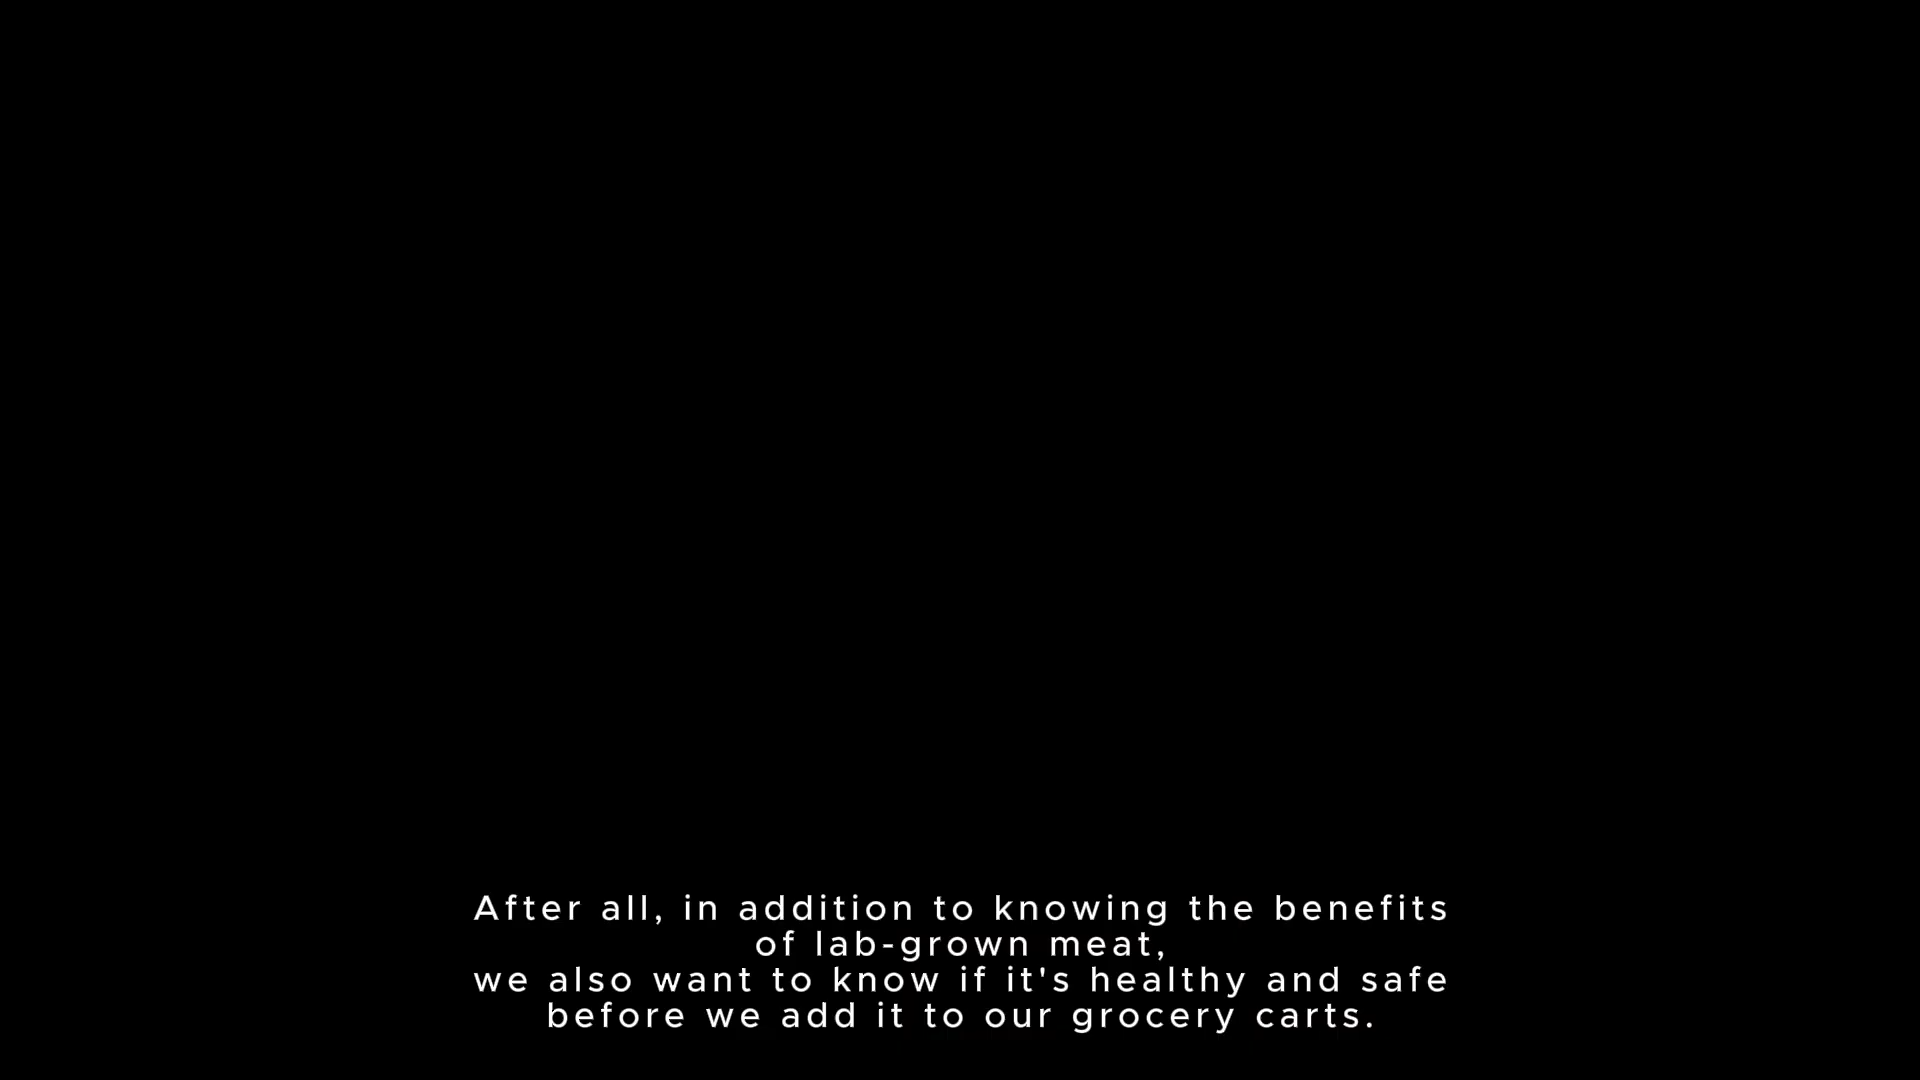 After all, in addition to knowing the benefits
of lab-grown meat,
we also want to know if it's healthy and safe
before we add it to our grocery carts.